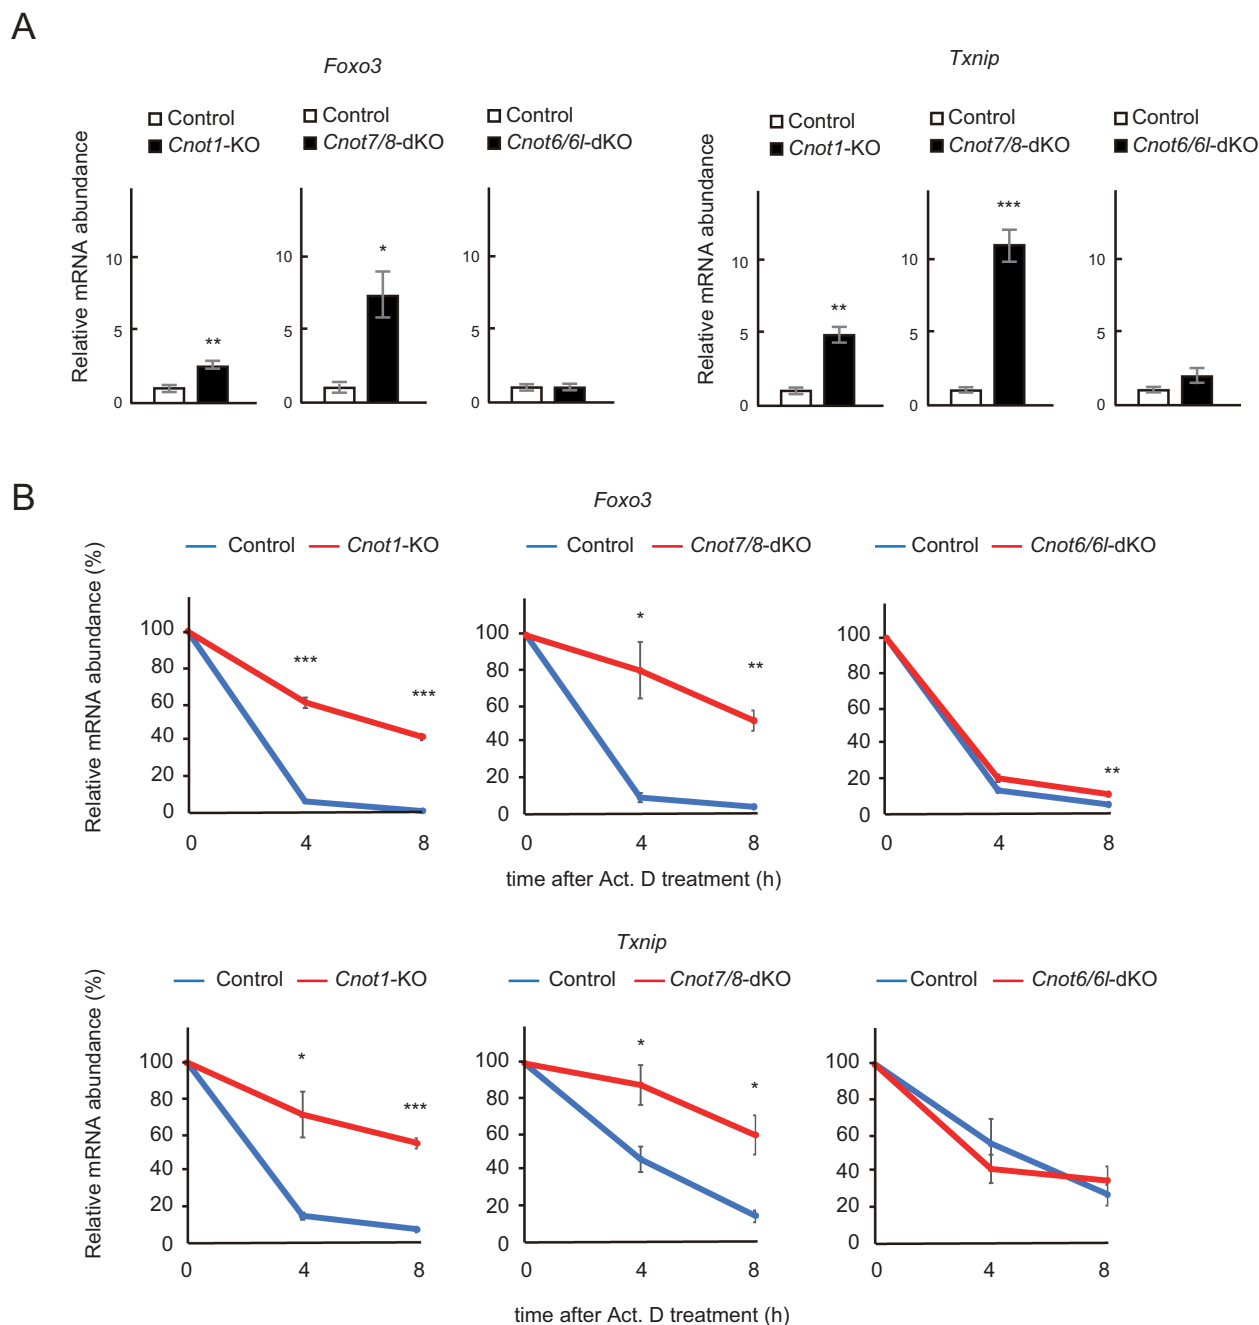 A
Foxo3
Txnip
Control
Cnot1-KO
Control
Cnot7/8-dKO
Control
Cnot6/6l-dKO
Control
Cnot1-KO
Control
Cnot7/8-dKO
Control
Cnot6/6l-dKO
Relative mRNA abundance
10
5
0
**
10
5
0
*
10
5
0
Relative mRNA abundance
10
5
0
**
10
5
0
***
10
5
0
B
Foxo3
Control
Cnot1-KO
Control
Cnot7/8-dKO
Control
Cnot6/6l-dKO
Relative mRNA abundance (%)
100
80
60
40
20
0
***
***
0 4 8
100
80
60
40
20
0
*
**
0 4 8
100
80
60
40
20
0
**
0 4 8
time after Act. D treatment (h)
Txnip
Control
Cnot1-KO
Control
Cnot7/8-dKO
Control
Cnot6/6l-dKO
Relative mRNA abundance (%)
100
80
60
40
20
0
*
***
0 4 8
100
80
60
40
20
0
*
*
0 4 8
100
80
60
40
20
0
0 4 8
time after Act. D treatment (h)